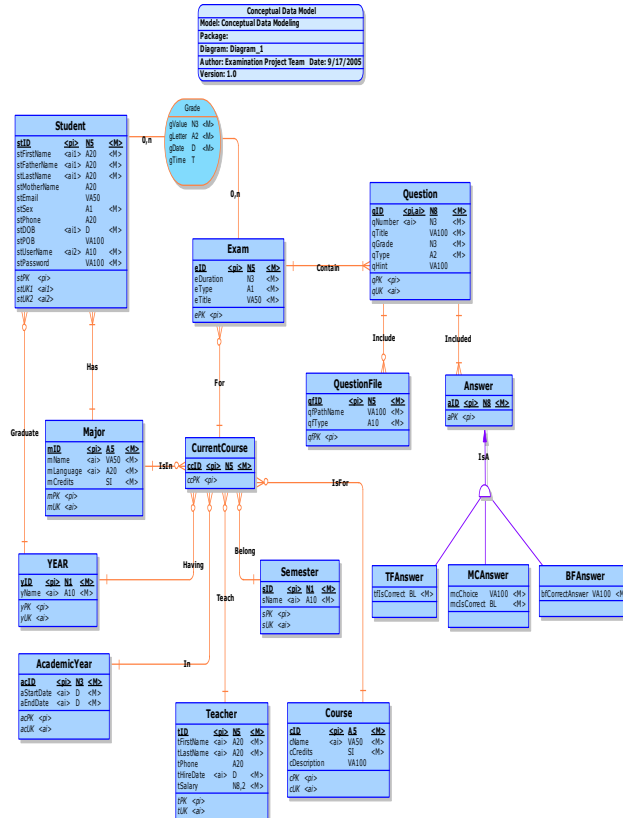 Conceptual Data Model
Model: Conceptual Data Modeling
Package:
Diagram: Diagram_1
Author: Examination Project Team Date: 9/17/2005
Version: 1.0
Grade
gValue N3 <M>
gLetter A2 <M>
gDate D <M>
gTime T
Student
stID <pi> N5 <M>
stFirstName <ai1> A20 <M>
stFatherName <ai1> A20 <M>
stLastName <ai1> A20 <M>
stMotherName A20
stEmail VA50
stSex A1 <M>
stPhone A20
stDOB <ai1> D <M>
stPOB VA100
stUserName <ai2> A10 <M>
stPassword VA100 <M>
stPK <pi>
stUK1 <ai1>
stUK2 <ai2>
0,n
0,n
Question
qID <pi,ai> N8 <M>
qNumber <ai> N3 <M>
qTitle VA100 <M>
qGrade N3 <M>
qType A2 <M>
qHint VA100
qPK <pi>
qUK <ai>
Exam
eID <pi> N5 <M>
eDuration N3 <M>
eType A1 <M>
eTitle VA50 <M>
ePK <pi>
Contain
Include
Included
For
Has
Graduate
QuestionFile
qfID <pi> N5 <M>
qfPathName VA100 <M>
qfType A10 <M>
qfPK <pi>
Answer
aID <pi> N8 <M>
aPK <pi>
IsA
Major
mID <pi> A5 <M>
mName <ai> VA50 <M>
mLanguage <ai> A20 <M>
mCredits SI <M>
mPK <pi>
mUK <ai>
IsIn
CurrentCourse
ccID <pi> N5 <M>
ccPK <pi>
IsFor
Having
Belong
Teach
In
YEAR
yID <pi> N1 <M>
yName <ai> A10 <M>
yPK <pi>
yUK <ai>
Semester
sID <pi> N1 <M>
sName <ai> A10 <M>
sPK <pi>
sUK <ai>
TFAnswer
tfIsCorrect BL <M>
MCAnswer
mcChoice VA100 <M>
mcIsCorrect BL <M>
BFAnswer
bfCorrectAnswer VA100 <M>
AcademicYear
acID <pi> N3 <M>
aStartDate <ai> D <M>
aEndDate <ai> D <M>
acPK <pi>
acUK <ai>
Teacher
tID <pi> N5 <M>
tFirstName <ai> A20 <M>
tLastName <ai> A20 <M>
tPhone A20
tHireDate <ai> D <M>
tSalary N8,2 <M>
tPK <pi>
tUK <ai>
Course
cID <pi> A5 <M>
cName <ai> VA50 <M>
cCredits SI <M>
cDescription VA100
cPK <pi>
cUK <ai>